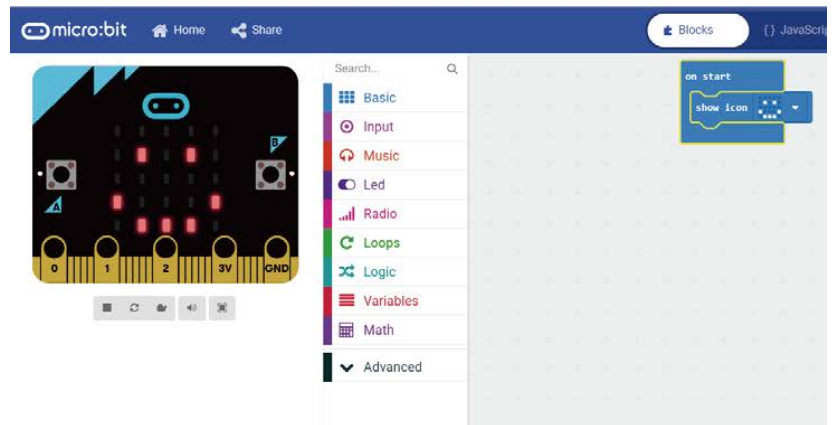 micro:bit Home Share Blocks {} JavaScrip
Search...
Basic
Input
Music
Led
Radio
Loops
Logic
Variables
Math
Advanced
on start
show icon
B
A
0 1 2 3V GND